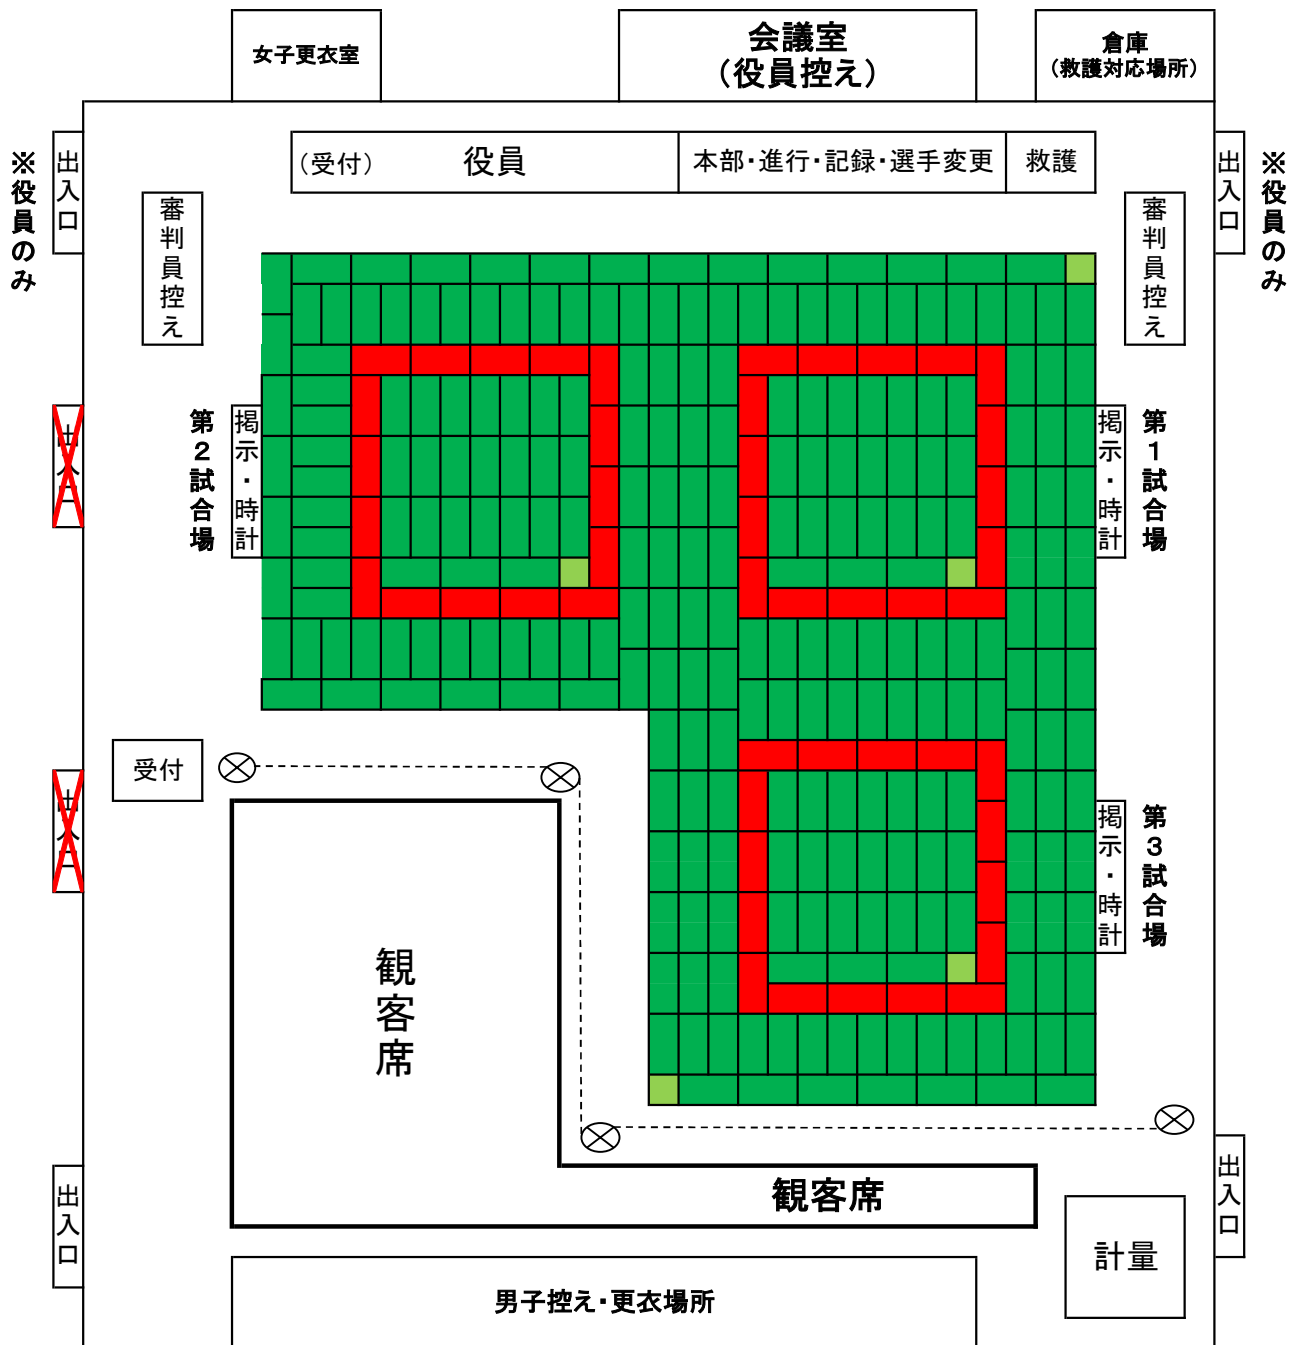 女子更衣室
会議室
(役員控え)
倉庫
(救護対応場所)
※役員のみ
出入口
(受付)
役員
本部・進行・記録・選手変更
救護
出入口
※役員のみ
審判員控え
審判員控え
出入口
第2試合場
掲示・時計
掲示・時計
第1試合場
受付
出入口
掲示・時計
第3試合場
観客席
観客席
出入口
出入口
計量
男子控え・更衣場所